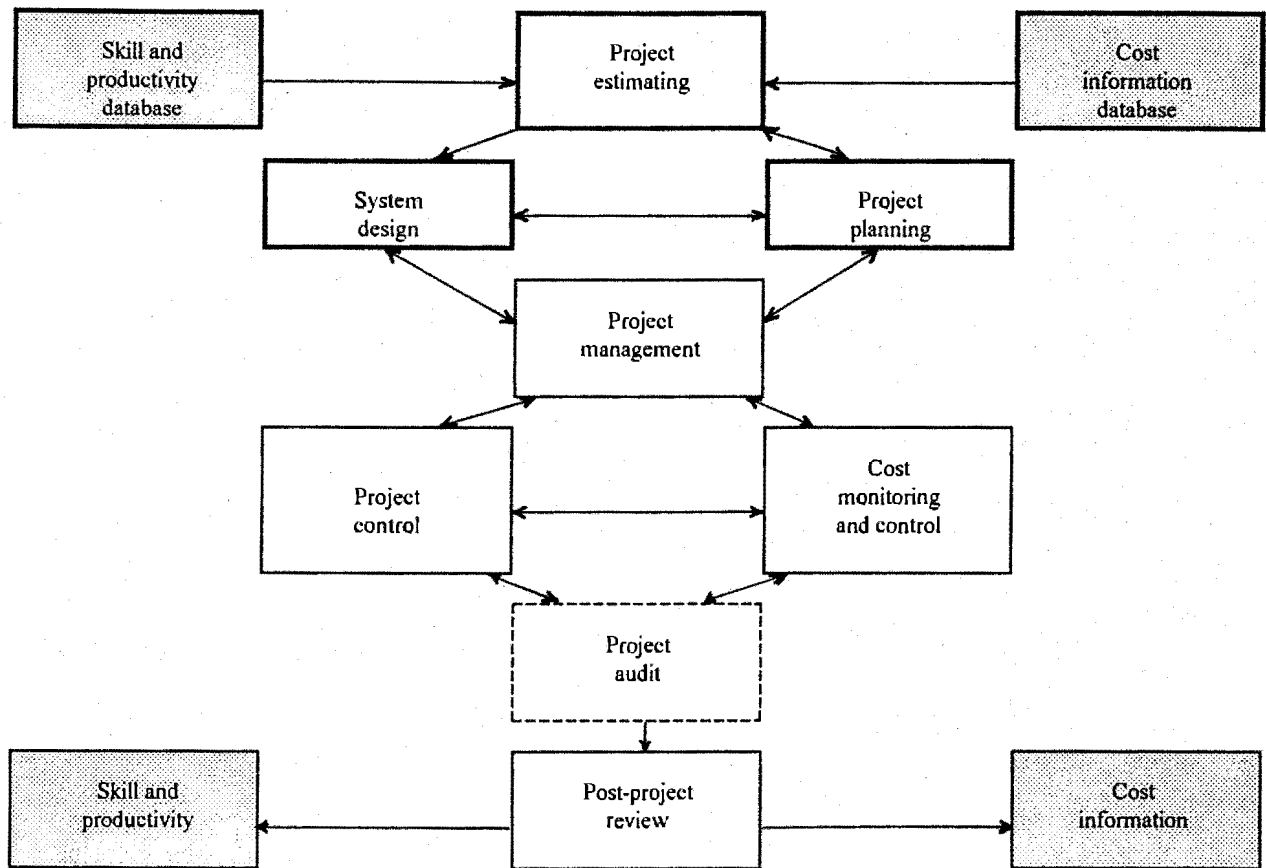 Skill and
productivity
database
Project
estimating
Cost
information
database
System
design
Project
planning
Project
management
Project
control
Cost
monitoring
and control
Project
audit
Skill and
productivity
Post-project
review
Cost
information